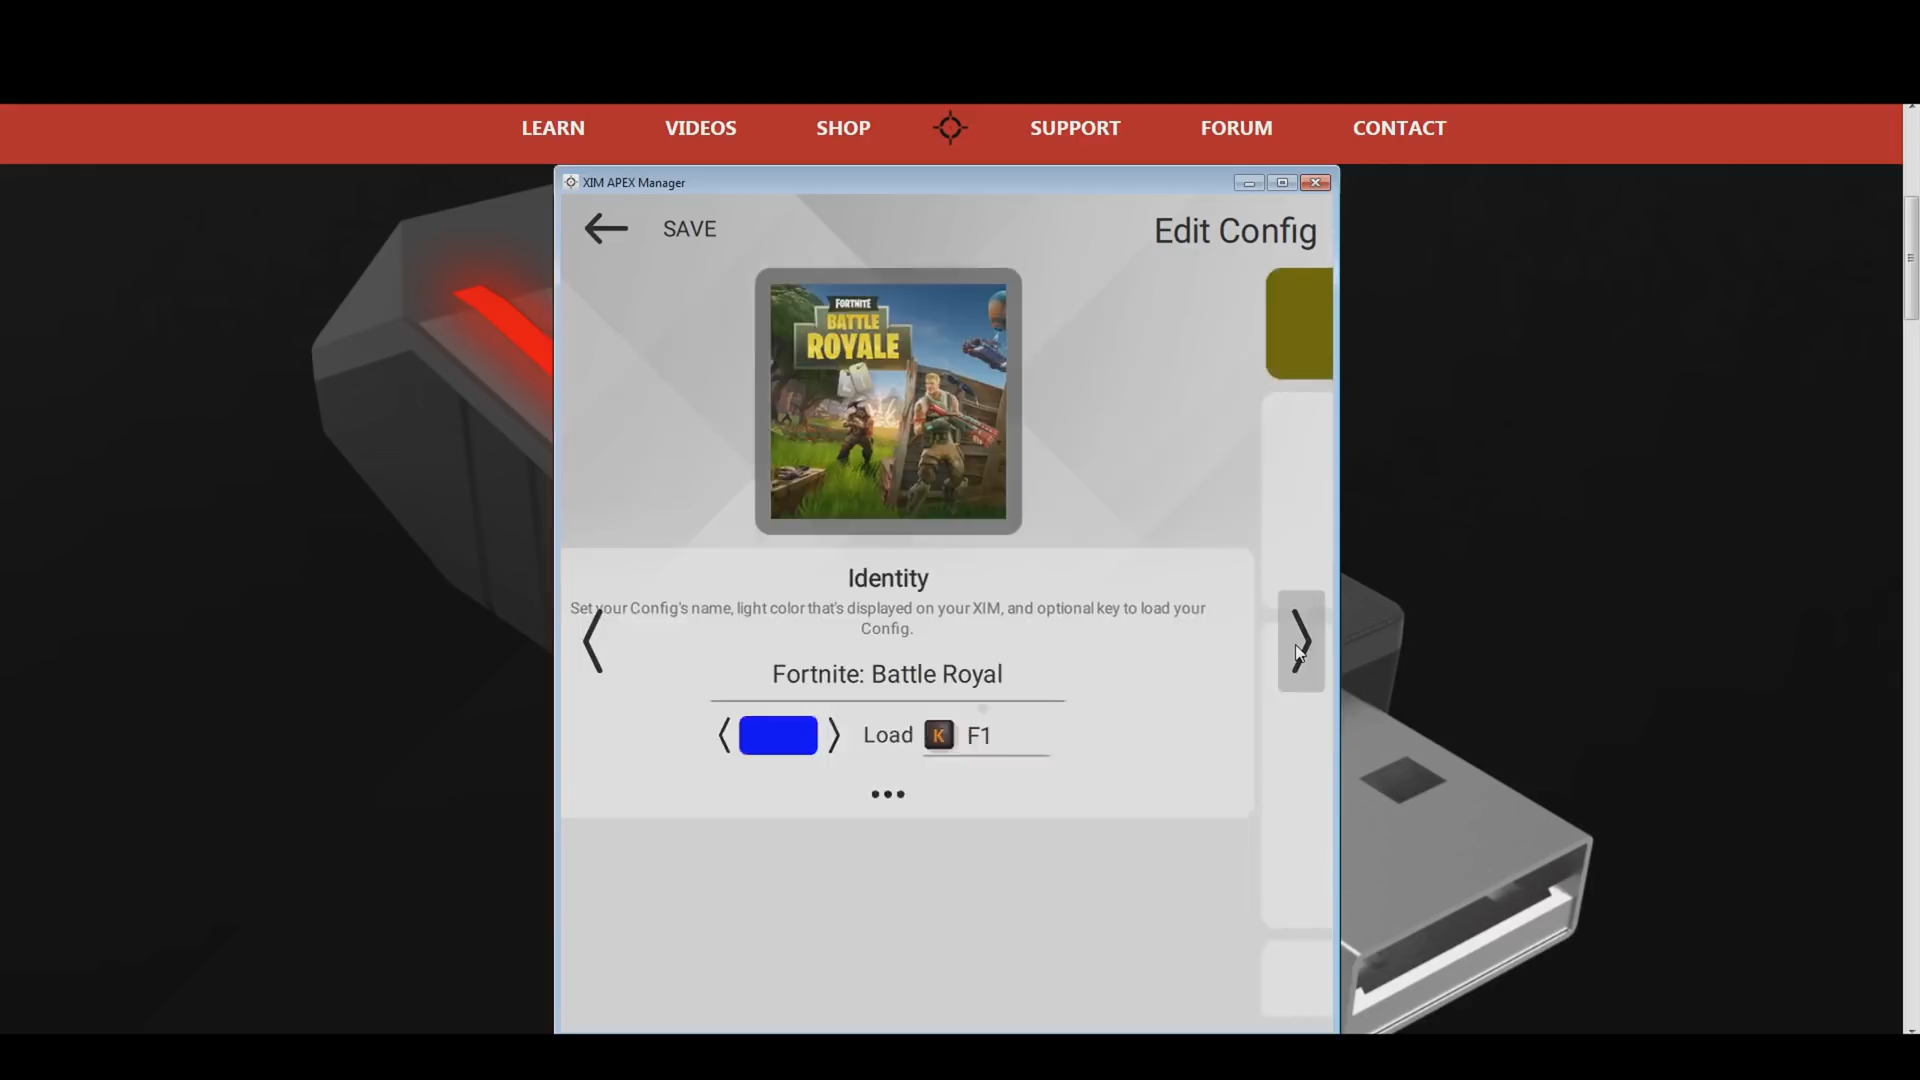 LEARN VIDEOS SHOP SUPPORT FORUM CONTACT
XIM APEX Manager
SAVE
Edit Config
FORTNITE
BATTLE
ROYALE
Identity
Set your Config's name, light color that's displayed on your XIM, and optional key to load your
Config.
Fortnite: Battle Royal
Load K F1